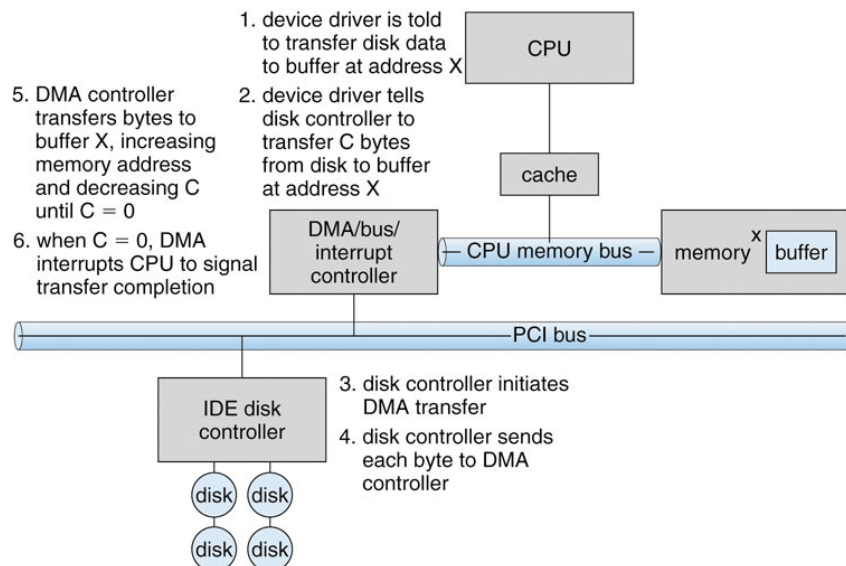 1. device driver is told
to transfer disk data
to buffer at address X
2. device driver tells
disk controller to
transfer C bytes
from disk to buffer
at address X
5. DMA controller
transfers bytes to
buffer X, increasing
memory address
and decreasing C
until C = 0
6. when C = 0, DMA
interrupts CPU to signal
transfer completion
CPU
cache
DMA/bus/
interrupt
controller
CPU memory bus
memory
X
buffer
PCI bus
IDE disk
controller
3. disk controller initiates
DMA transfer
4. disk controller sends
each byte to DMA
controller
disk
disk
disk
disk